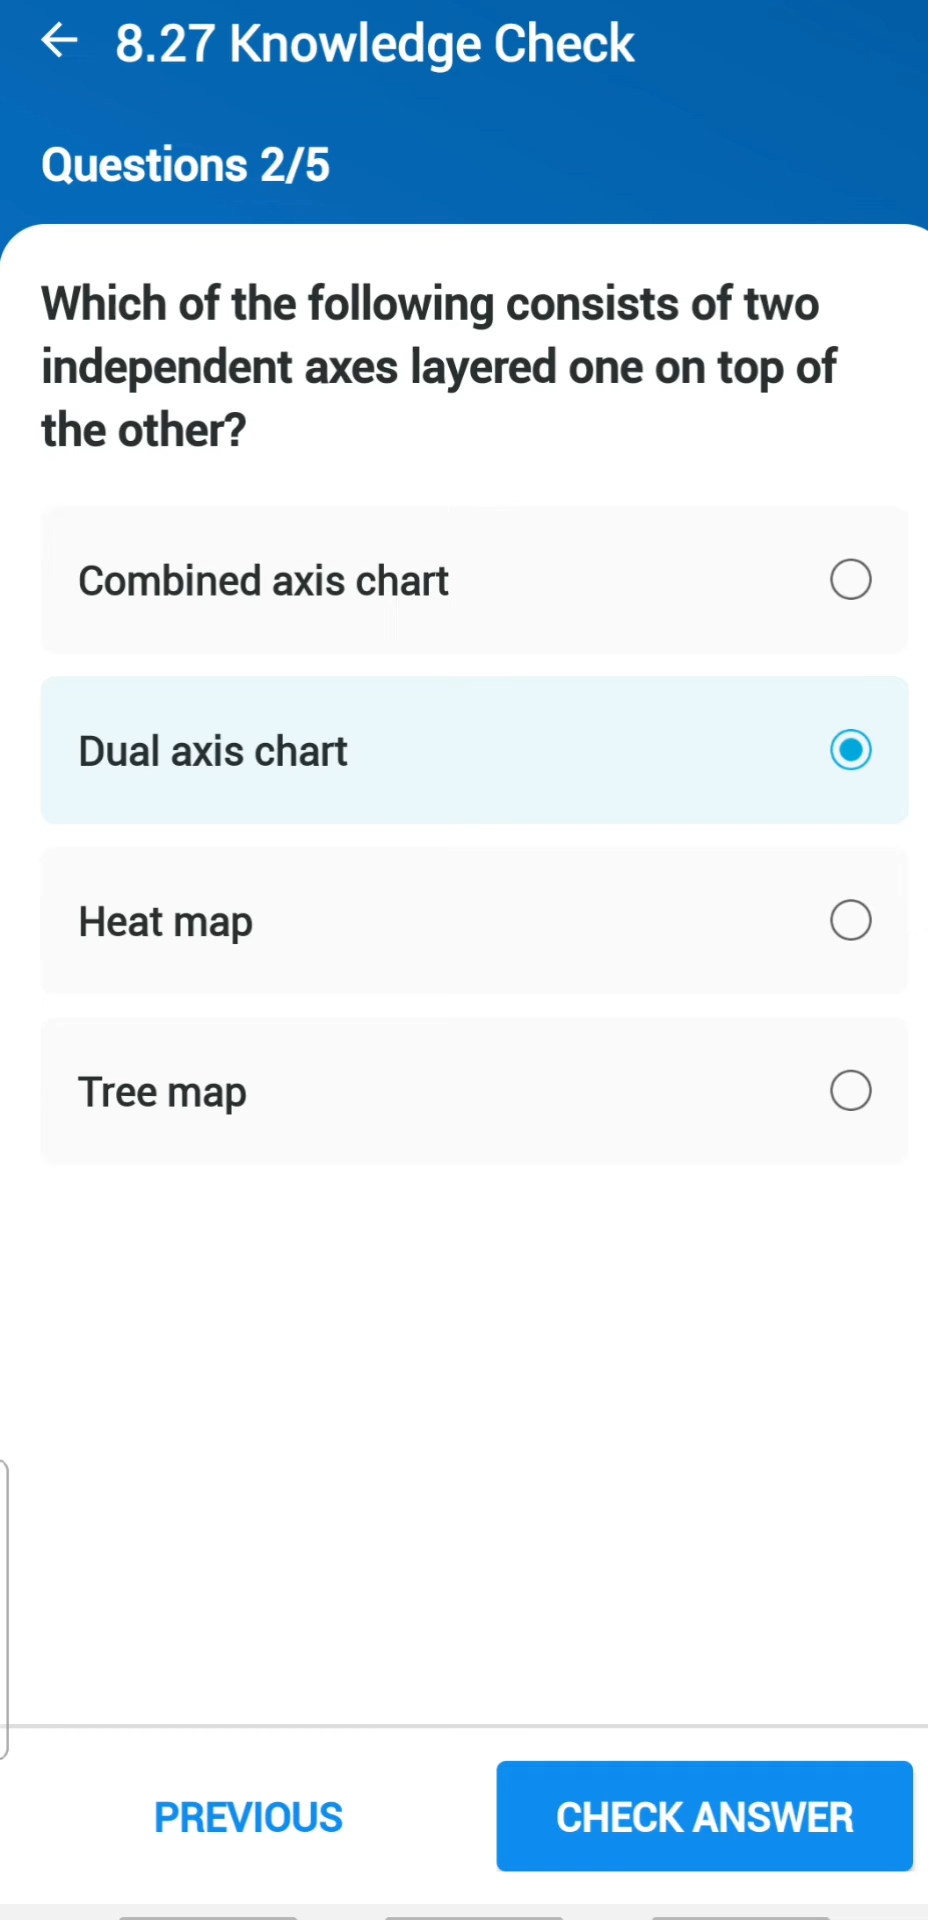 8.27 Knowledge Check
Questions 2/5
Which of the following consists of two
independent axes layered one on top of
the other?
Combined axis chart
Dual axis chart
Heat map
Tree map
PREVIOUS
CHECK ANSWER